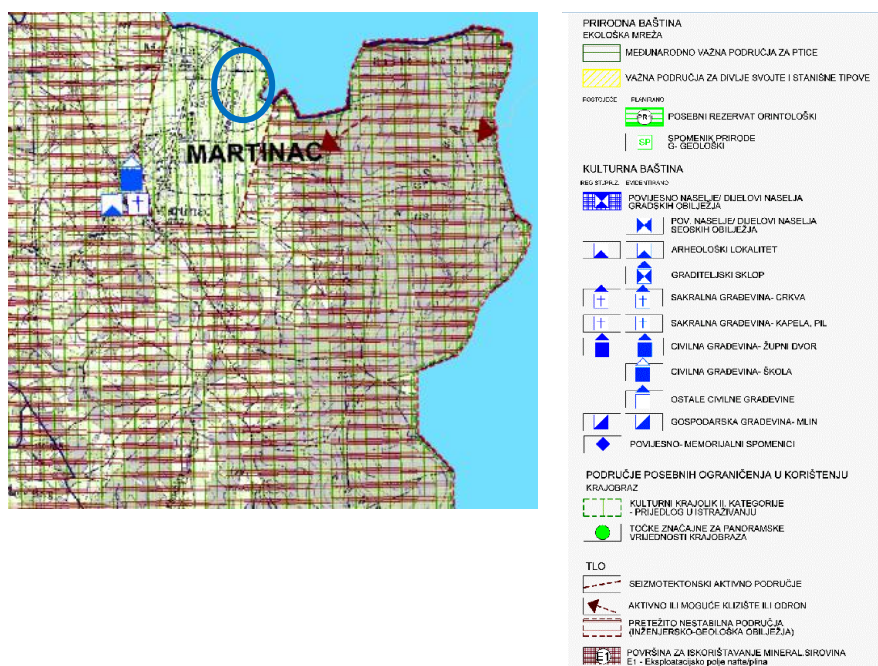 MARTINAC
PRIRODNA BAŠTINA
EKOLOŠKA MREŽA
MEĐUNARODNO VAŽNA PODRUČJA ZA PTICE
VAŽNA PODRUČJA ZA DIVLJE SVOJTE I STANIŠNE TIPOVE
POSTOJEĆE PLANIRANO
PR
POSEBNI REZERVAT ORINTOLOŠKI
SP
SPOMENIK PRIRODE
G- GEOLOŠKI
KULTURNA BAŠTINA
EVIDENTIRANO
POVIJESNO NASELJE/ DIJELOVI NASELJA
GRADSKIH OBILJEŽJA
POV. NASELJE/ DIJELOVI NASELJA
SEOSKIH OBILJEŽJA
ARHEOLOŠKI LOKALITET
GRADITELJSKI SKLOP
SAKRALNA GRAĐEVINA- CRKVA
SAKRALNA GRAĐEVINA- KAPELA, PIL
CIVILNA GRAĐEVINA- ŽUPNI DVOR
CIVILNA GRAĐEVINA- ŠKOLA
OSTALE CIVILNE GRAĐEVINE
GOSPODARSKA GRAĐEVINA- MLIN
POVIJESNO- MEMORIJALNI SPOMENICI
PODRUČJE POSEBNIH OGRANIČENJA U KORIŠTENJU
KRAJOBRAZ
KULTURNI KRAJOLIK II. KATEGORIJE
- PRIJEDLOG U ISTRAŽIVANJU
TOČKE ZNAČAJNE ZA PANORAMSKE
VRIJEDNOSTI KRAJOBRAZA
TLO
SEIZMOTEKTONSKI AKTIVNO PODRUČJE
AKTIVNO ILI MOGUĆE KLIZIŠTE ILI ODRON
PRETEŽITO NESTABILNA PODRUČJA
(INŽENJERSKO-GEOLOŠKA OBILJEŽJA)
E1
POVRŠINA ZA ISKORIŠTAVANJE MINERAL.SIROVINA
E1 - Eksploatacijsko polje nafte/plina